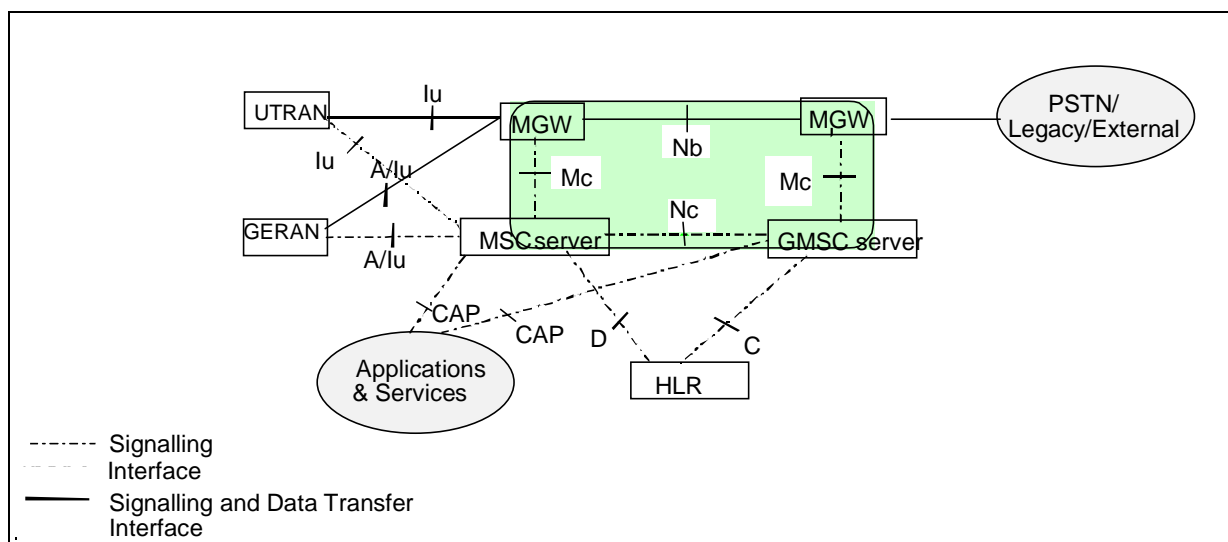 Iu
UTRAN
MGW
MGW
PSTN/
Legacy/External
Nb
Iu
A/Iu
Mc
Mc
Nc
GERAN
MSC server
GMSC server
A/Iu
CAP
CAP
D
C
Applications
& Services
HLR
Signalling
Interface
Signalling and Data Transfer
Interface